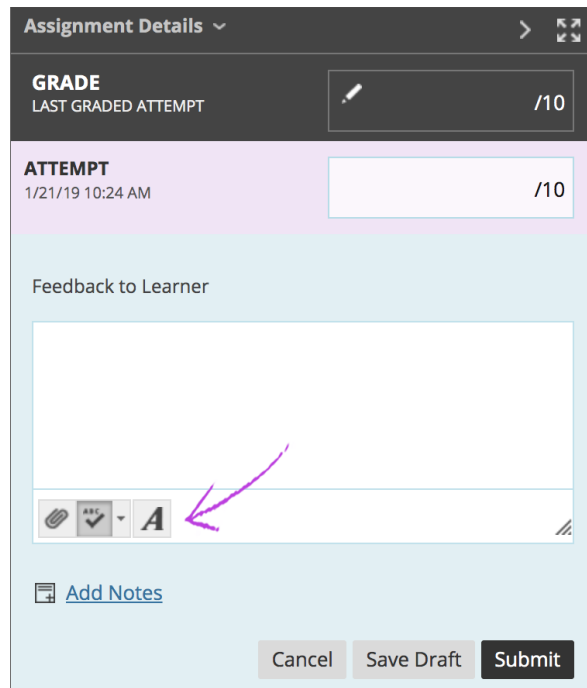 Assignment Details
GRADE
LAST GRADED ATTEMPT
/10
ATTEMPT
1/21/19 10:24 AM
/10
Feedback to Learner
ABC
A
Add Notes
Cancel Save Draft Submit